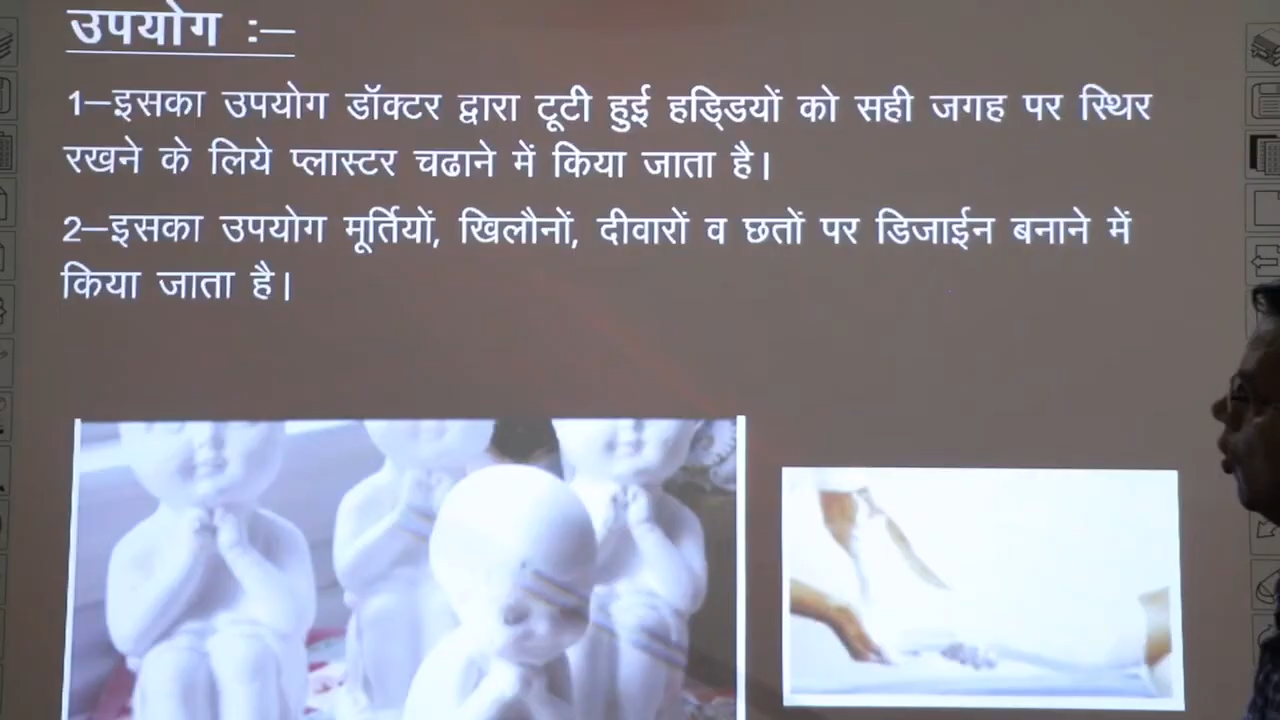 उपयोग :–
1–इसका उपयोग डॉक्टर द्वारा टूटी हुई हड्डियों को सही जगह पर स्थिर
रखने के लिये प्लास्टर चढाने में किया जाता है।
2–इसका उपयोग मूर्तियों, खिलौनों, दीवारों व छतों पर डिजाईन बनाने में
किया जाता है।